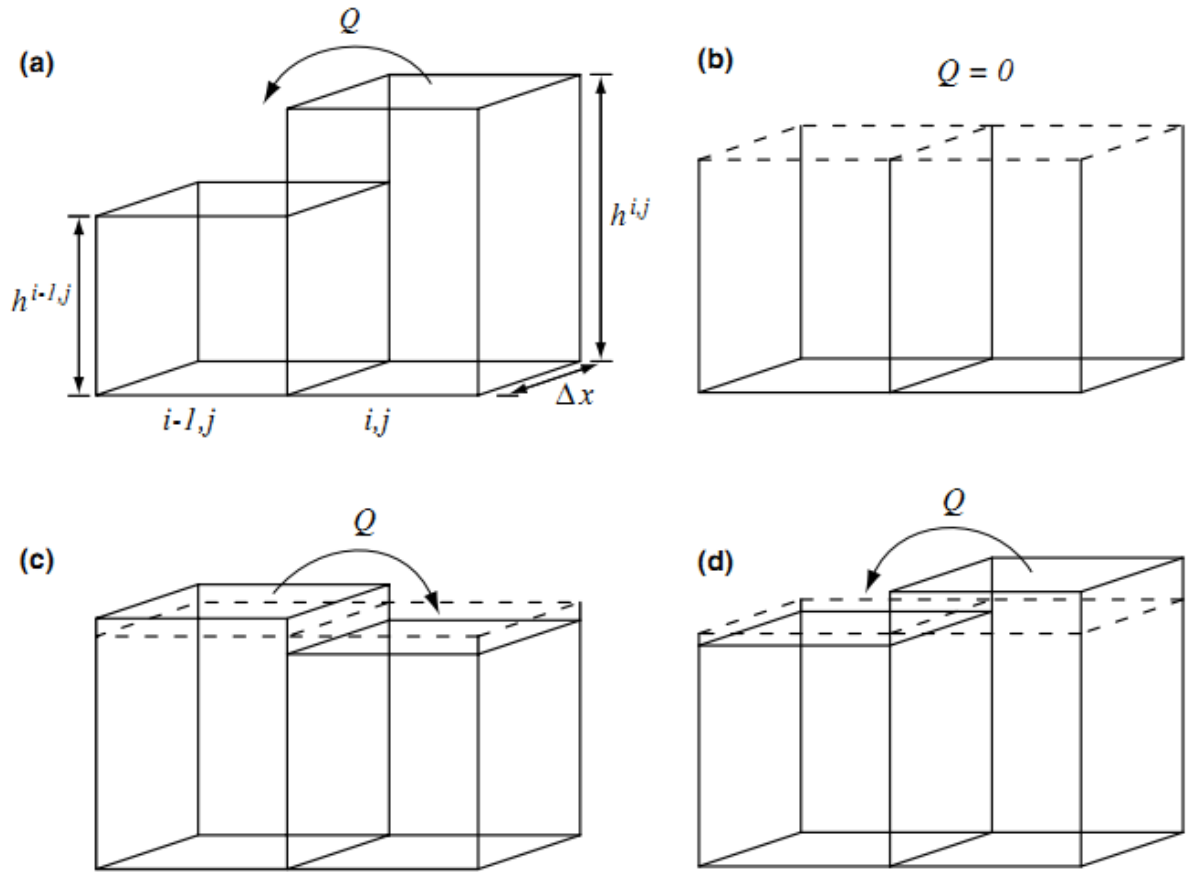 (a)
Q
h^{i-1,j}
h^{i,j}
Δx
i-1,j
i,j
(b)
Q = 0
(c)
Q
(d)
Q